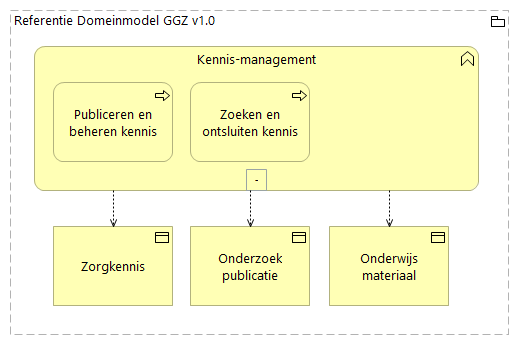 Referentie Domeinmodel GGZ v1.0
Kennis-management
Publiceren en
beheren kennis
Zoeken en
ontsluiten kennis
-
Zorgkennis
Onderzoek
publicatie
Onderwijs
materiaal